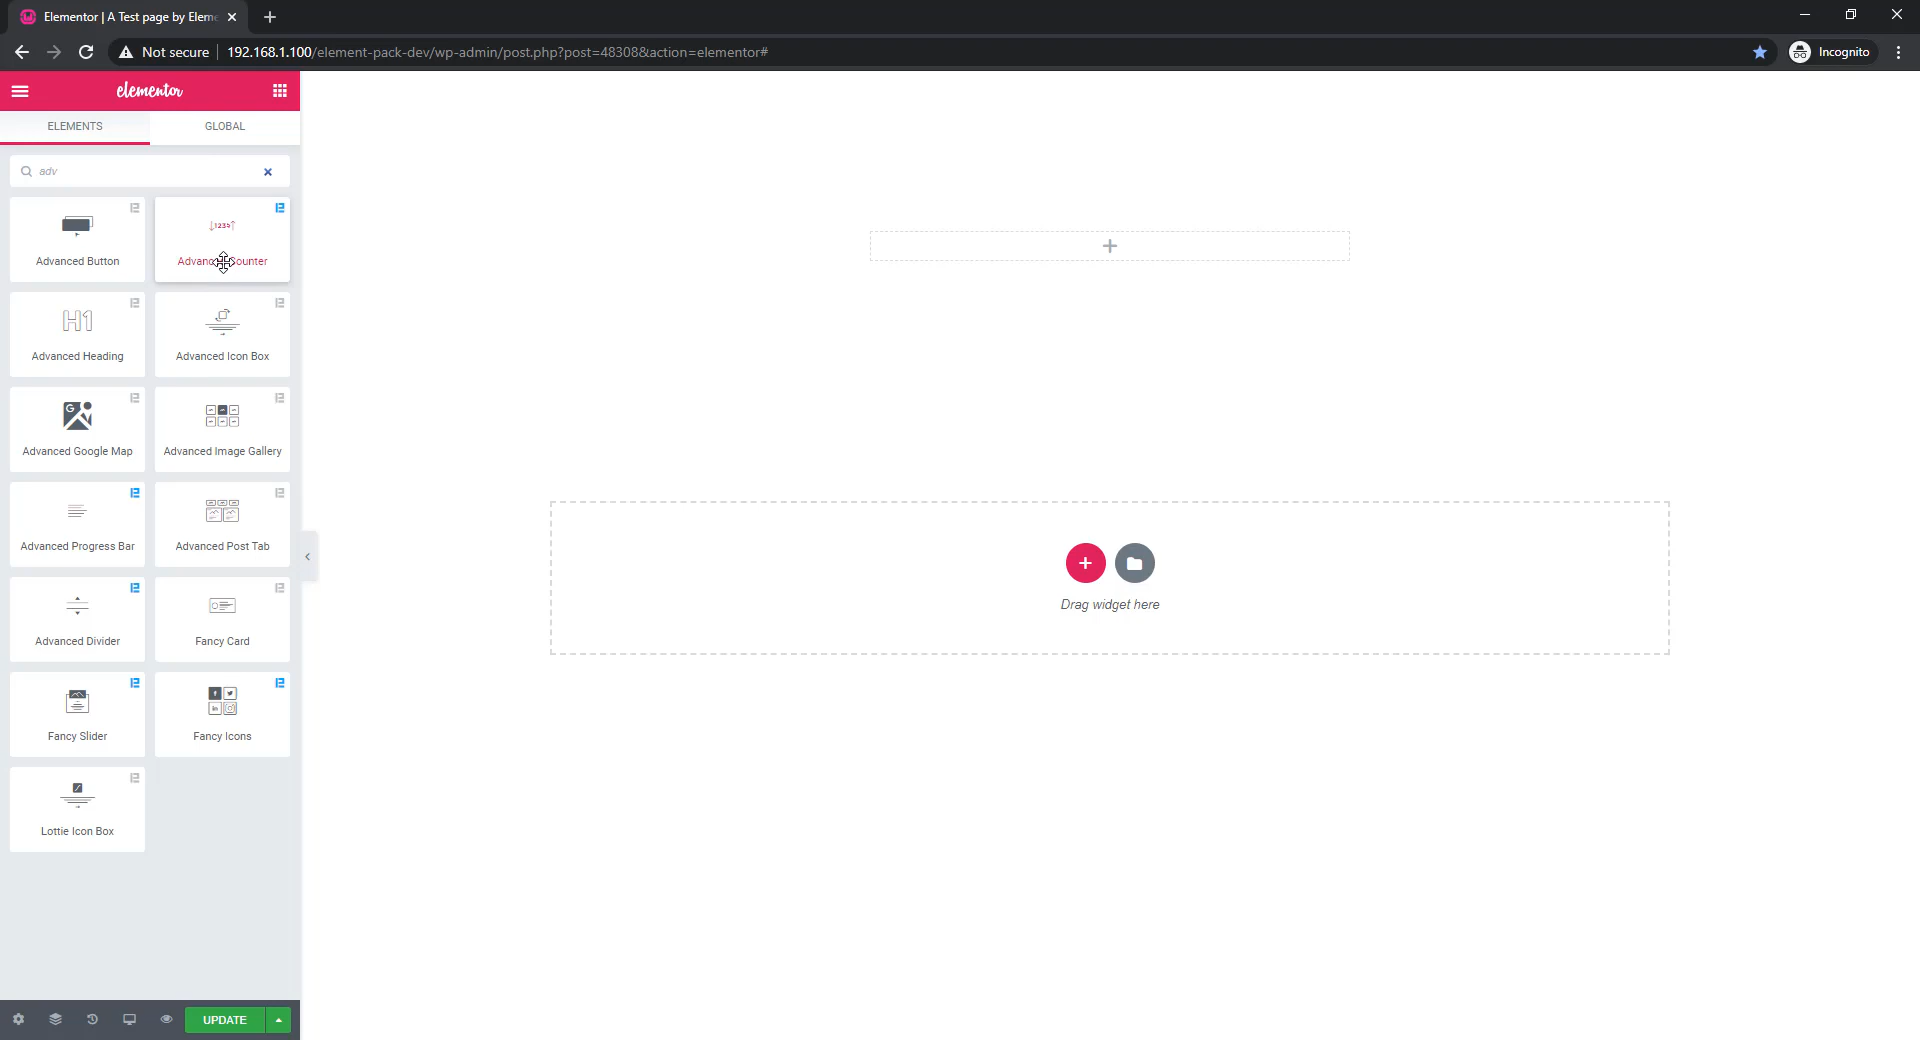 Elementor | A Test page by Eleme
Not secure
192.168.1.100/element-pack-dev/wp-admin/post.php?post=48308&action=elementor#
Incognito
elementor
ELEMENTS
GLOBAL
adv
Advanced Button
123
H1
Advanced Heading
Advanced Icon Box
G
Advanced Google Map
Advanced Image Gallery
Advanced Progress Bar
Advanced Post Tab
Advanced Divider
Fancy Card
Fancy Slider
Fancy Icons
Lottie Icon Box
Drag widget here
UPDATE